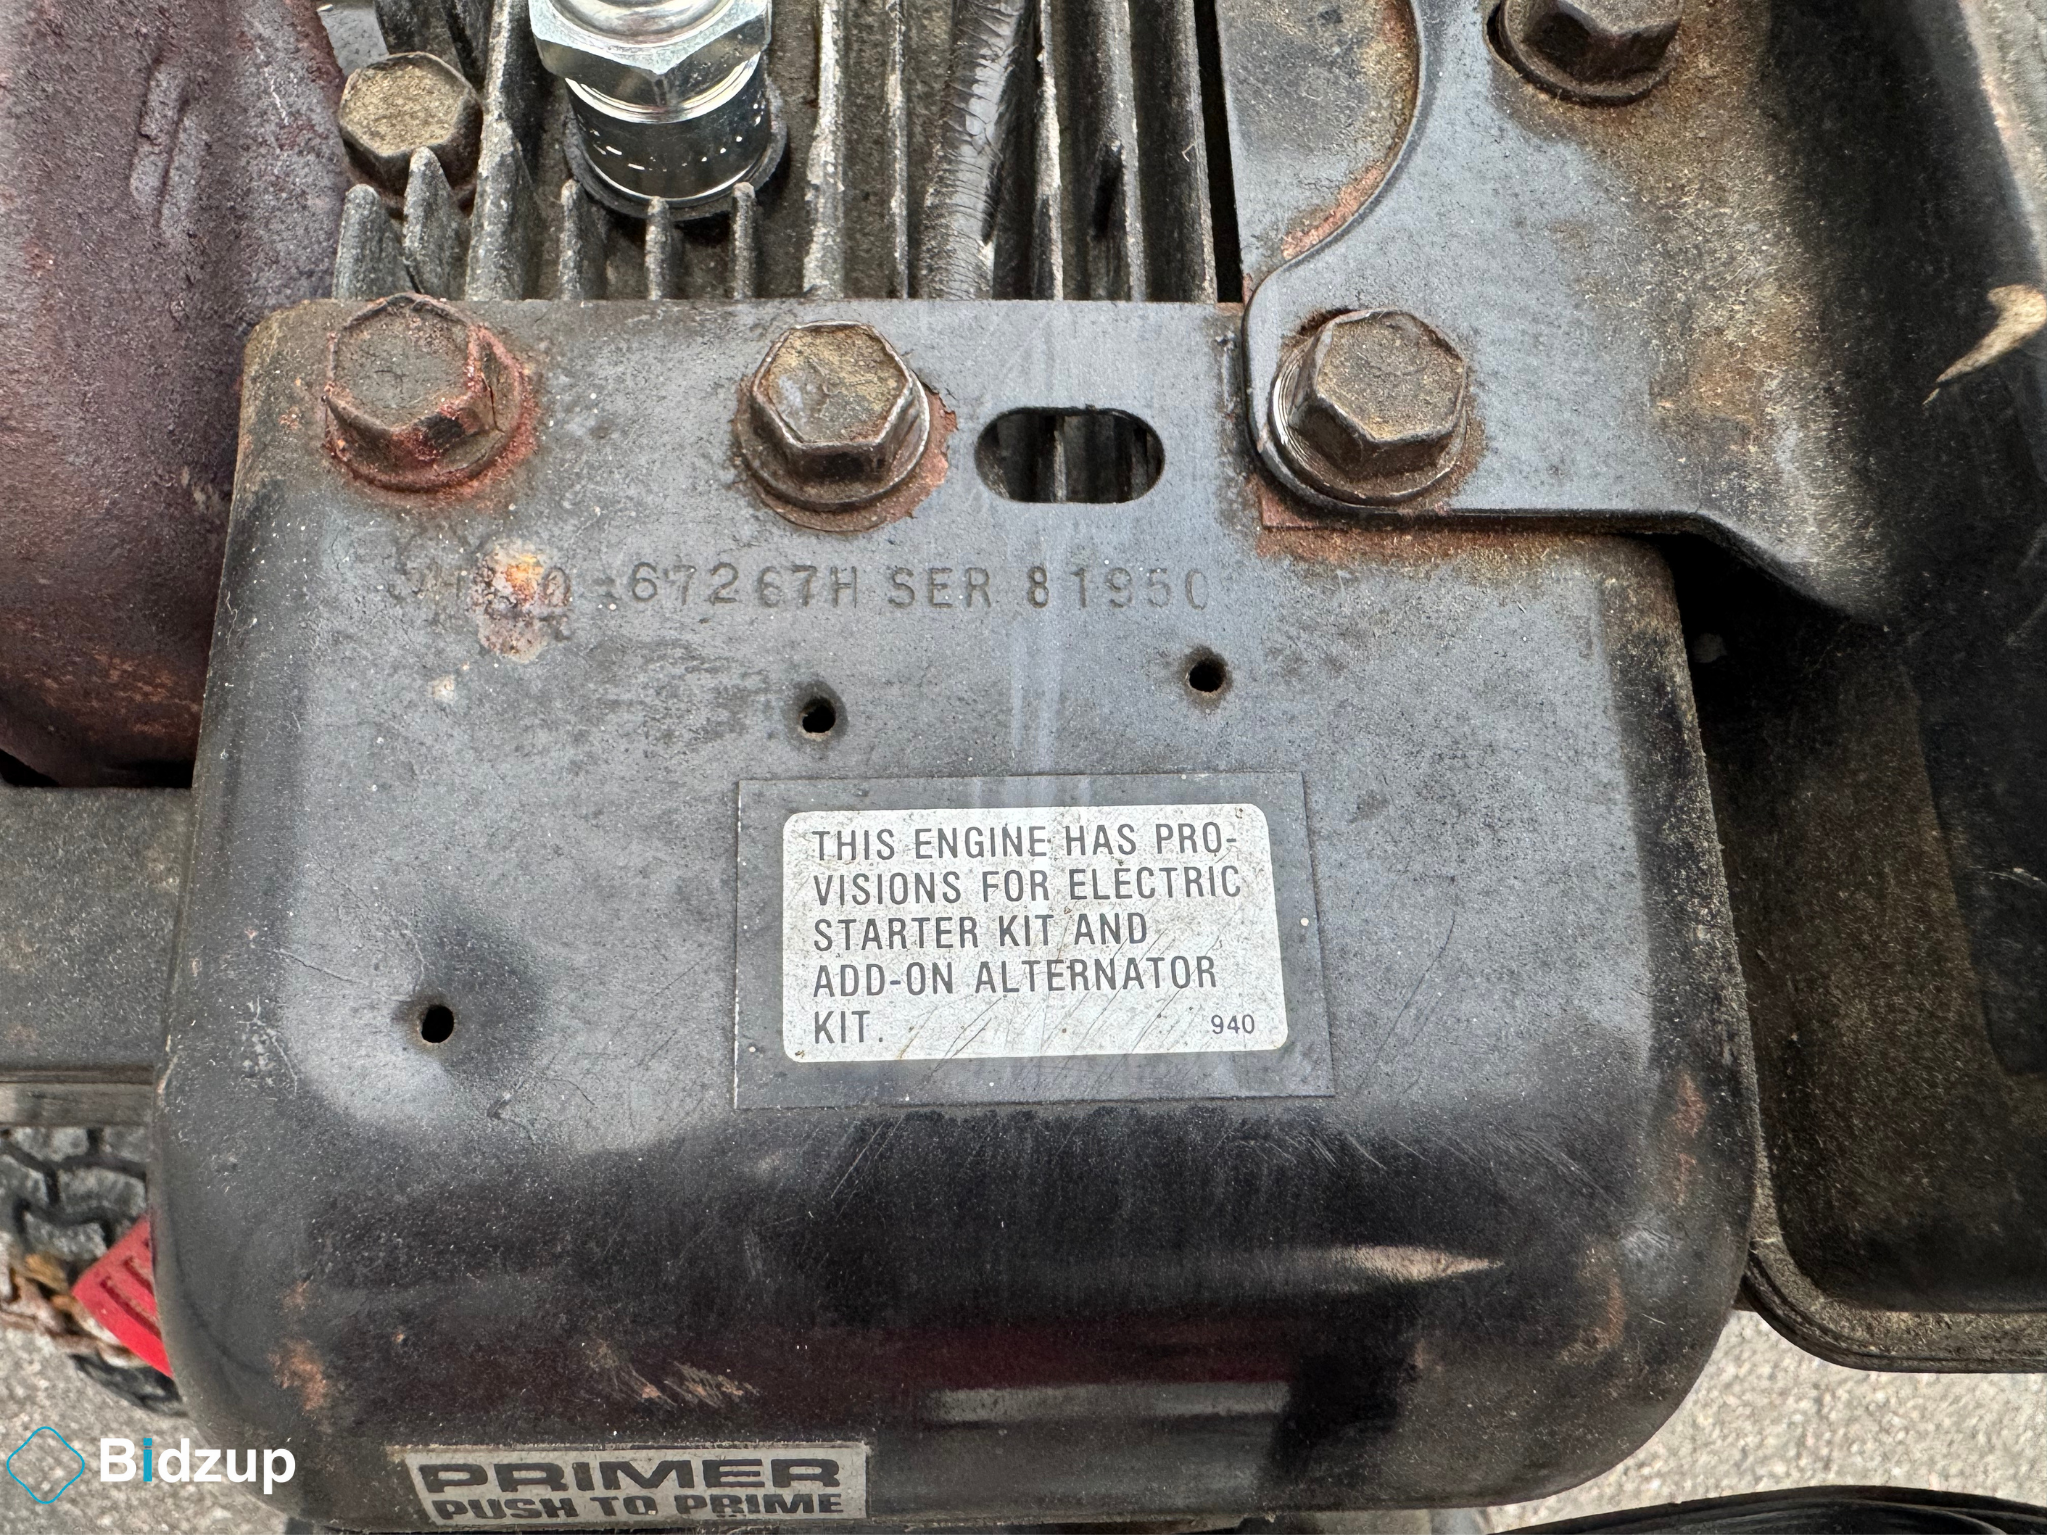 67267H SER 8195C
THIS ENGINE HAS PRO-
VISIONS FOR ELECTRIC
STARTER KIT AND
ADD-ON ALTERNATOR
KIT.
940
PRIMER
PUSH TO PRIME
Bidzup